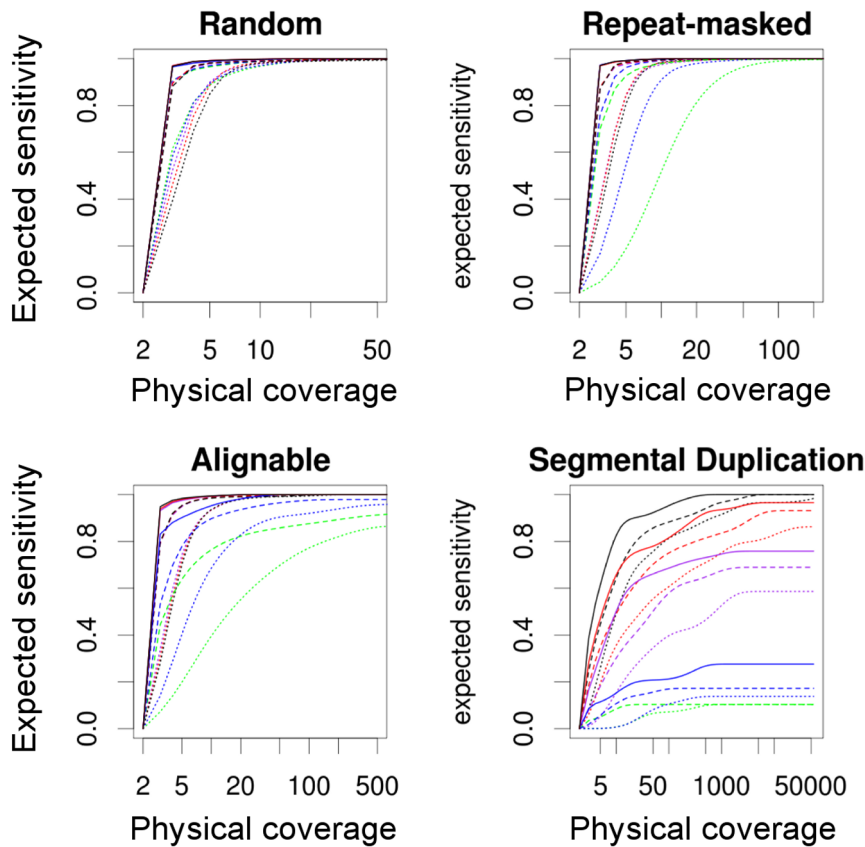 Random
Expected sensitivity
0.0 0.4 0.8
2 5 10 50
Physical coverage
Repeat-masked
expected sensitivity
0.0 0.4 0.8
2 5 20 100
Physical coverage
Alignable
Expected sensitivity
0.0 0.4 0.8
2 5 20 100 500
Physical coverage
Segmental Duplication
expected sensitivity
0.0 0.4 0.8
5 50 1000 50000
Physical coverage